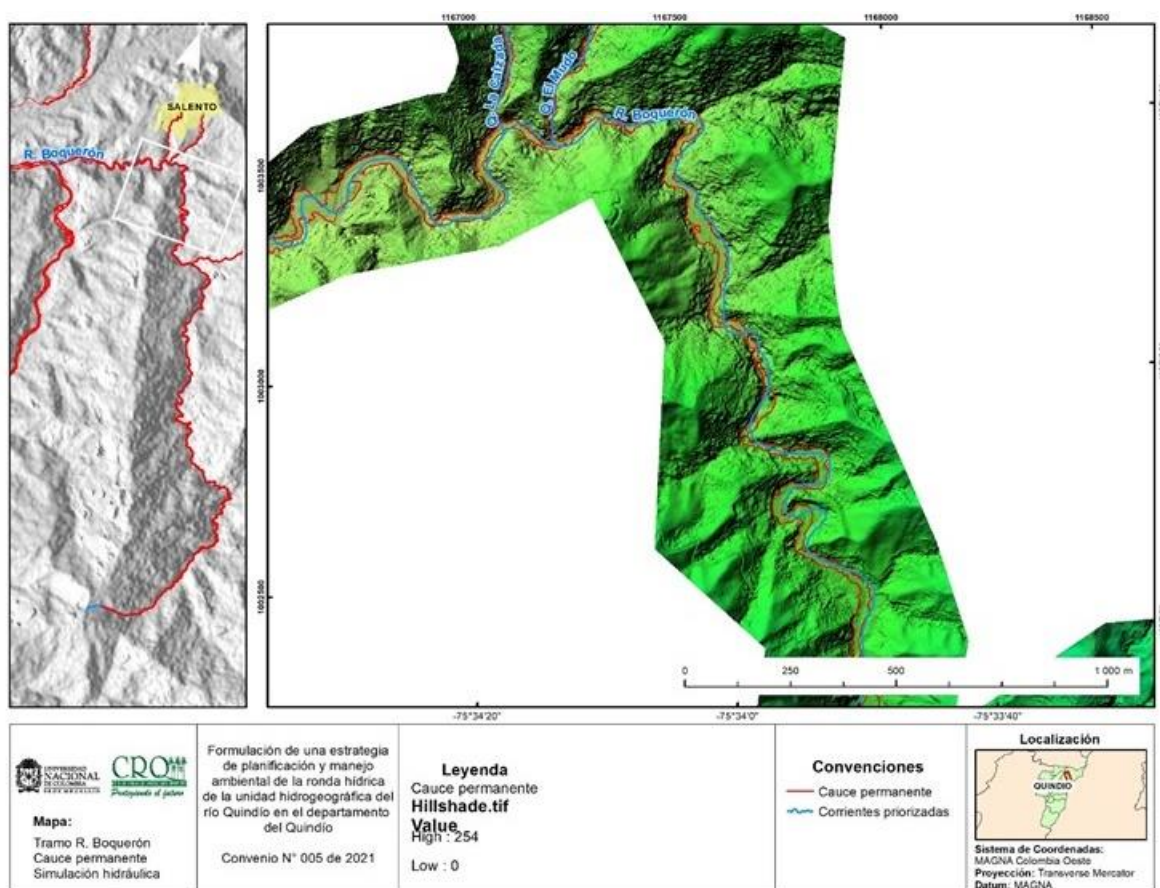 1167000
1167500
1168000
1168500
SALENTO
R. Boquerón
Q. La Calzada
Q. El Mudo
R. Boquerón
1003500
1003000
1002500
0
250
500
1 000 m
-75°34'20"
-75°34'0"
-75°33'40"
UNIVERSIDAD
NACIONAL
DE COLOMBIA
CRQ
Protegiendo el futuro
Mapa:
Tramo R. Boquerón
Cauce permanente
Simulación hidráulica
Formulación de una estrategia
de planificación y manejo
ambiental de la ronda hídrica
de la unidad hidrogeográfica del
río Quindío en el departamento
del Quindío
Convenio N° 005 de 2021
Leyenda
Cauce permanente
Hillshade.tif
Value
High : 254
Low : 0
Convenciones
Cauce permanente
Corrientes priorizadas
Localización
QUINDIO
Sistema de Coordenadas:
MAGNA Colombia Oeste
Proyección: Transverse Mercator
Datum: MAGNA